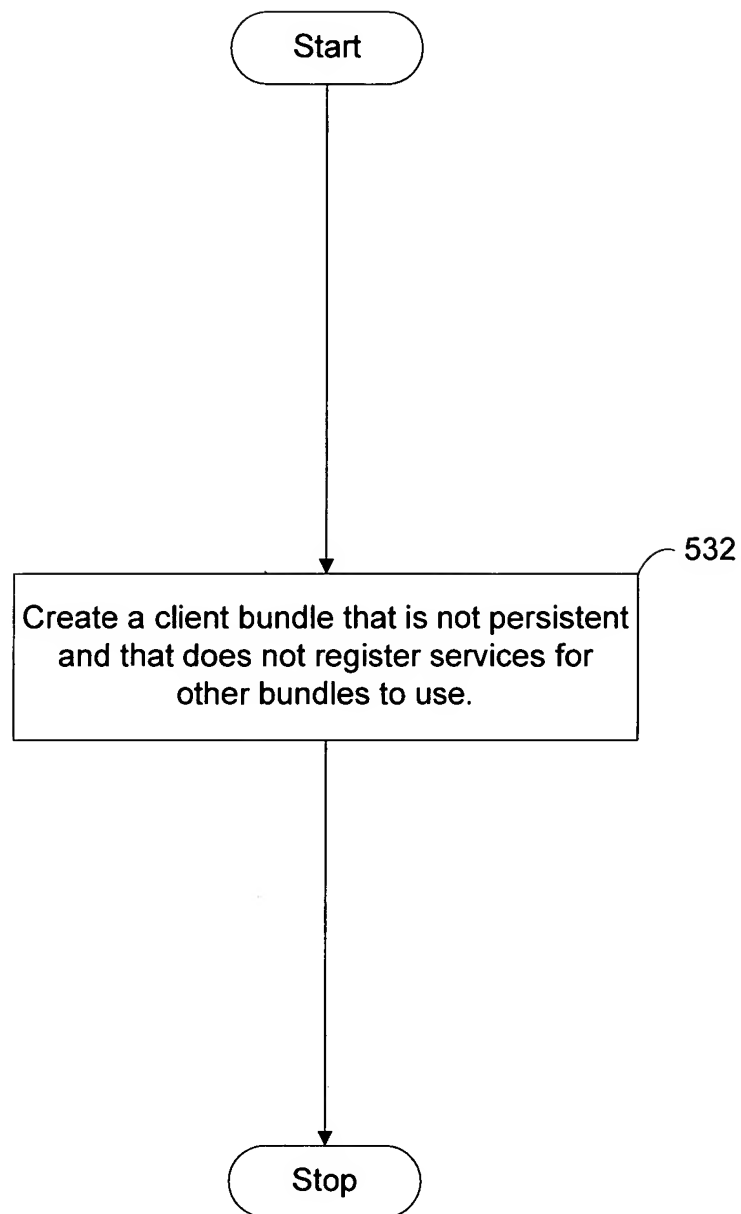 Start
532
Create a client bundle that is not persistent
and that does not register services for
other bundles to use.
Stop